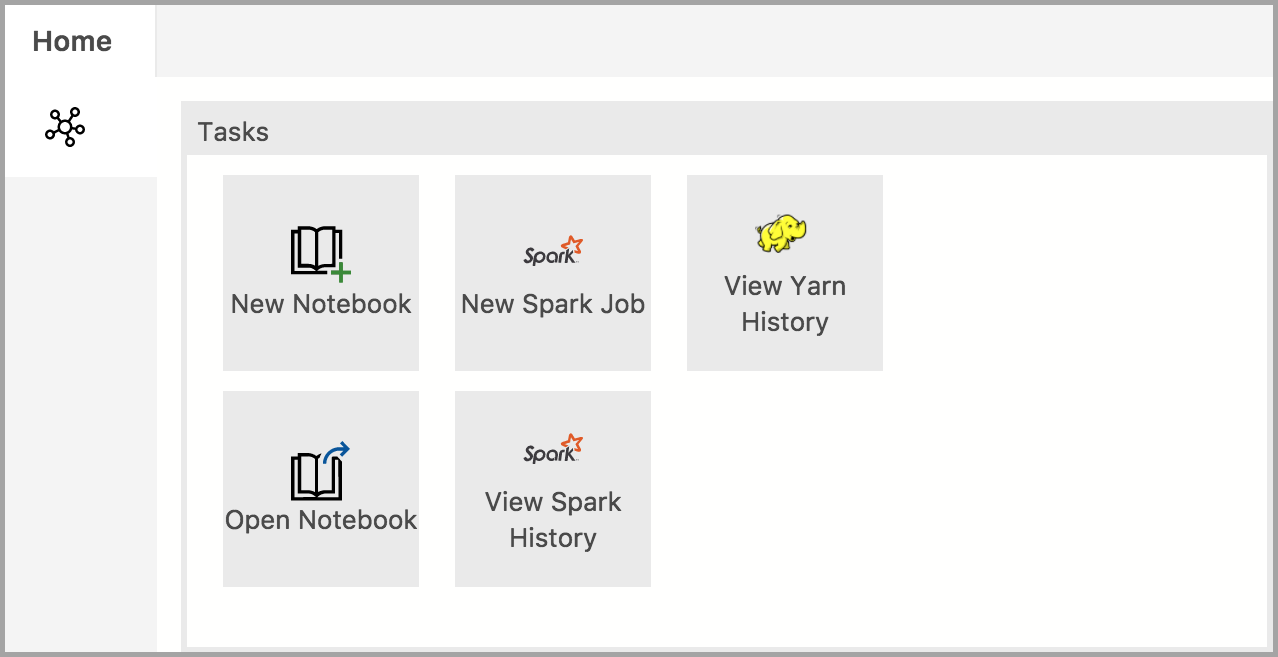 Home
Tasks
New Notebook
Spark
New Spark Job
View Yarn
History
Open Notebook
Spark
View Spark
History